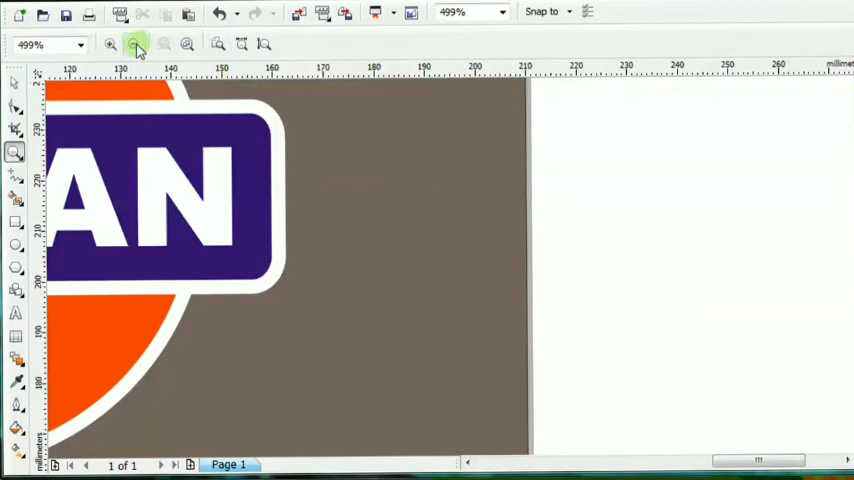 499% Snap to
499%
120 130 140 150 160 170 180 190 200 210 220 230 240 250 260 millimeters
230
220
210
200
190
180
millimeters
AN
1 of 1 Page 1